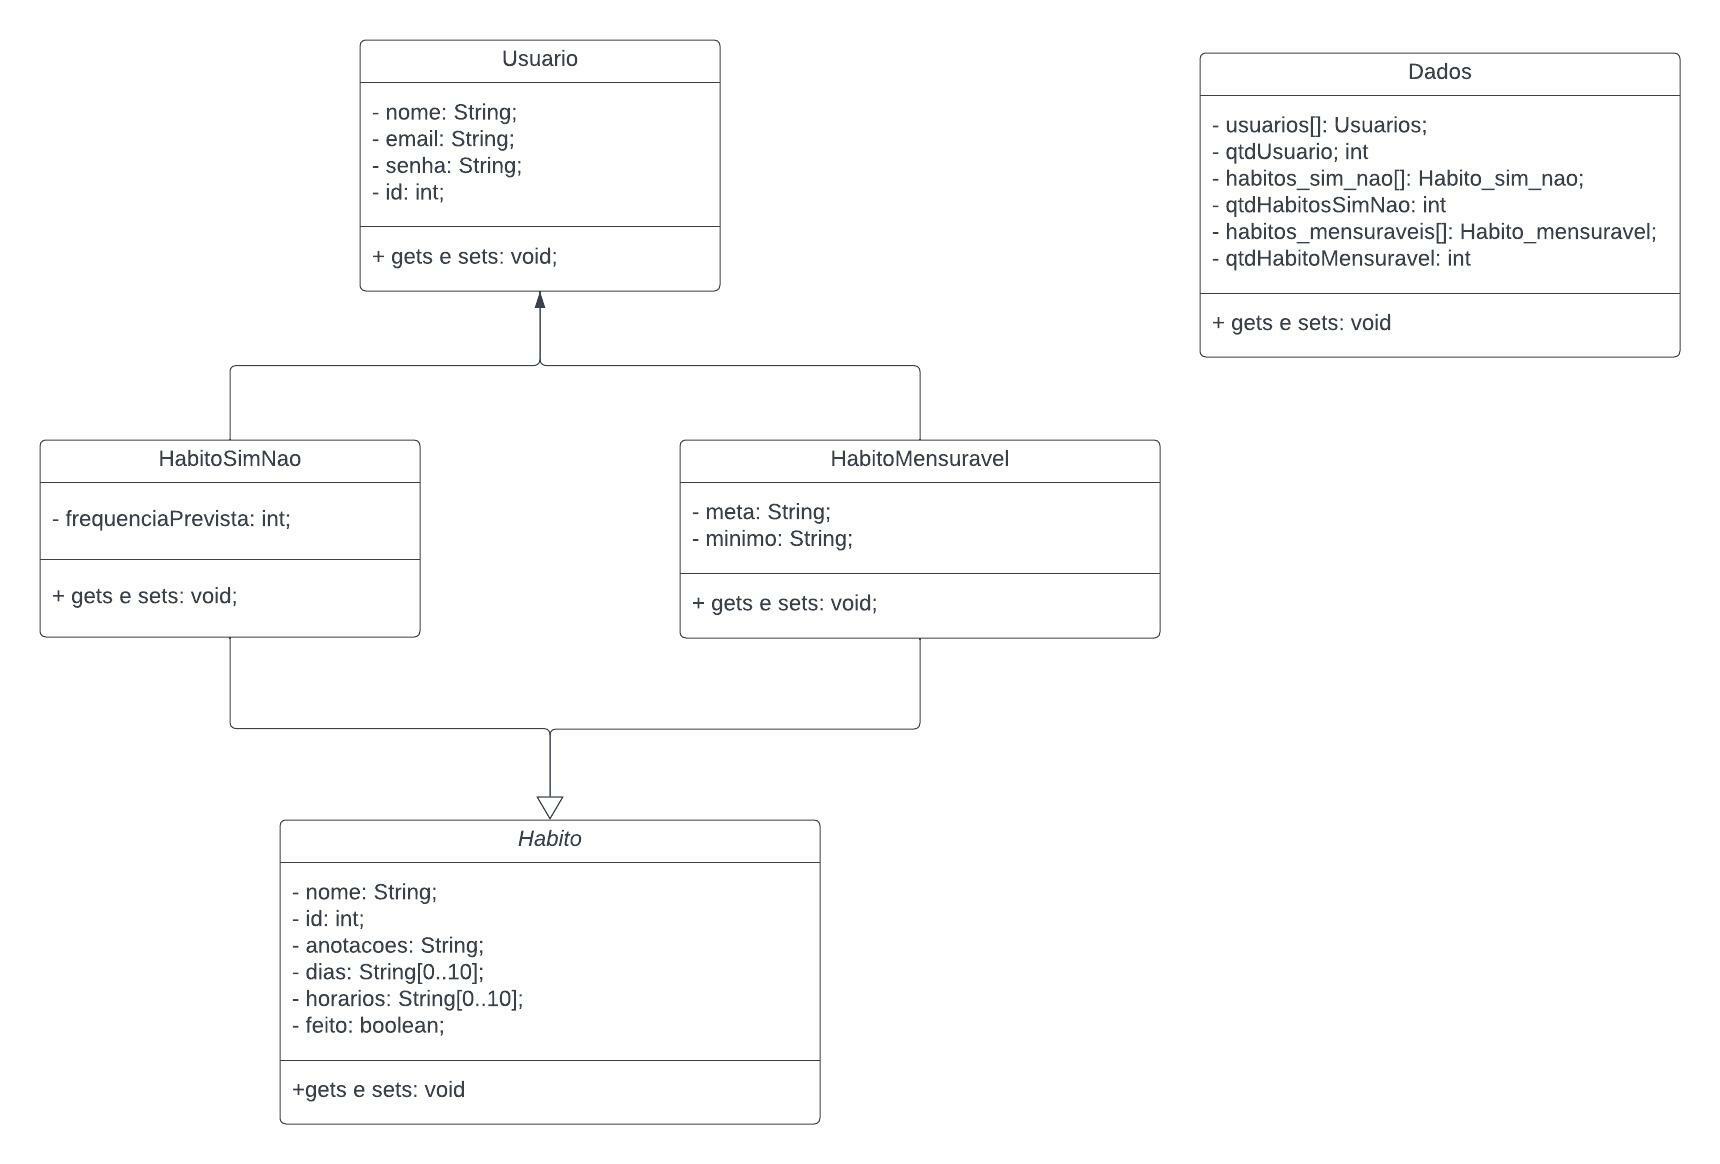 Usuario
- nome: String;
- email: String;
- senha: String;
- id: int;
+ gets e sets: void;
Dados
- usuarios[]: Usuarios;
- qtdUsuario; int
- habitos_sim_nao[]: Habito_sim_nao;
- qtdHabitosSimNao: int
- habitos_mensuraveis[]: Habito_mensuravel;
- qtdHabitoMensuravel: int
+ gets e sets: void
HabitoSimNao
- frequenciaPrevista: int;
+ gets e sets: void;
HabitoMensuravel
- meta: String;
- minimo: String;
+ gets e sets: void;
Habito
- nome: String;
- id: int;
- anotacoes: String;
- dias: String[0..10];
- horarios: String[0..10];
- feito: boolean;
+gets e sets: void